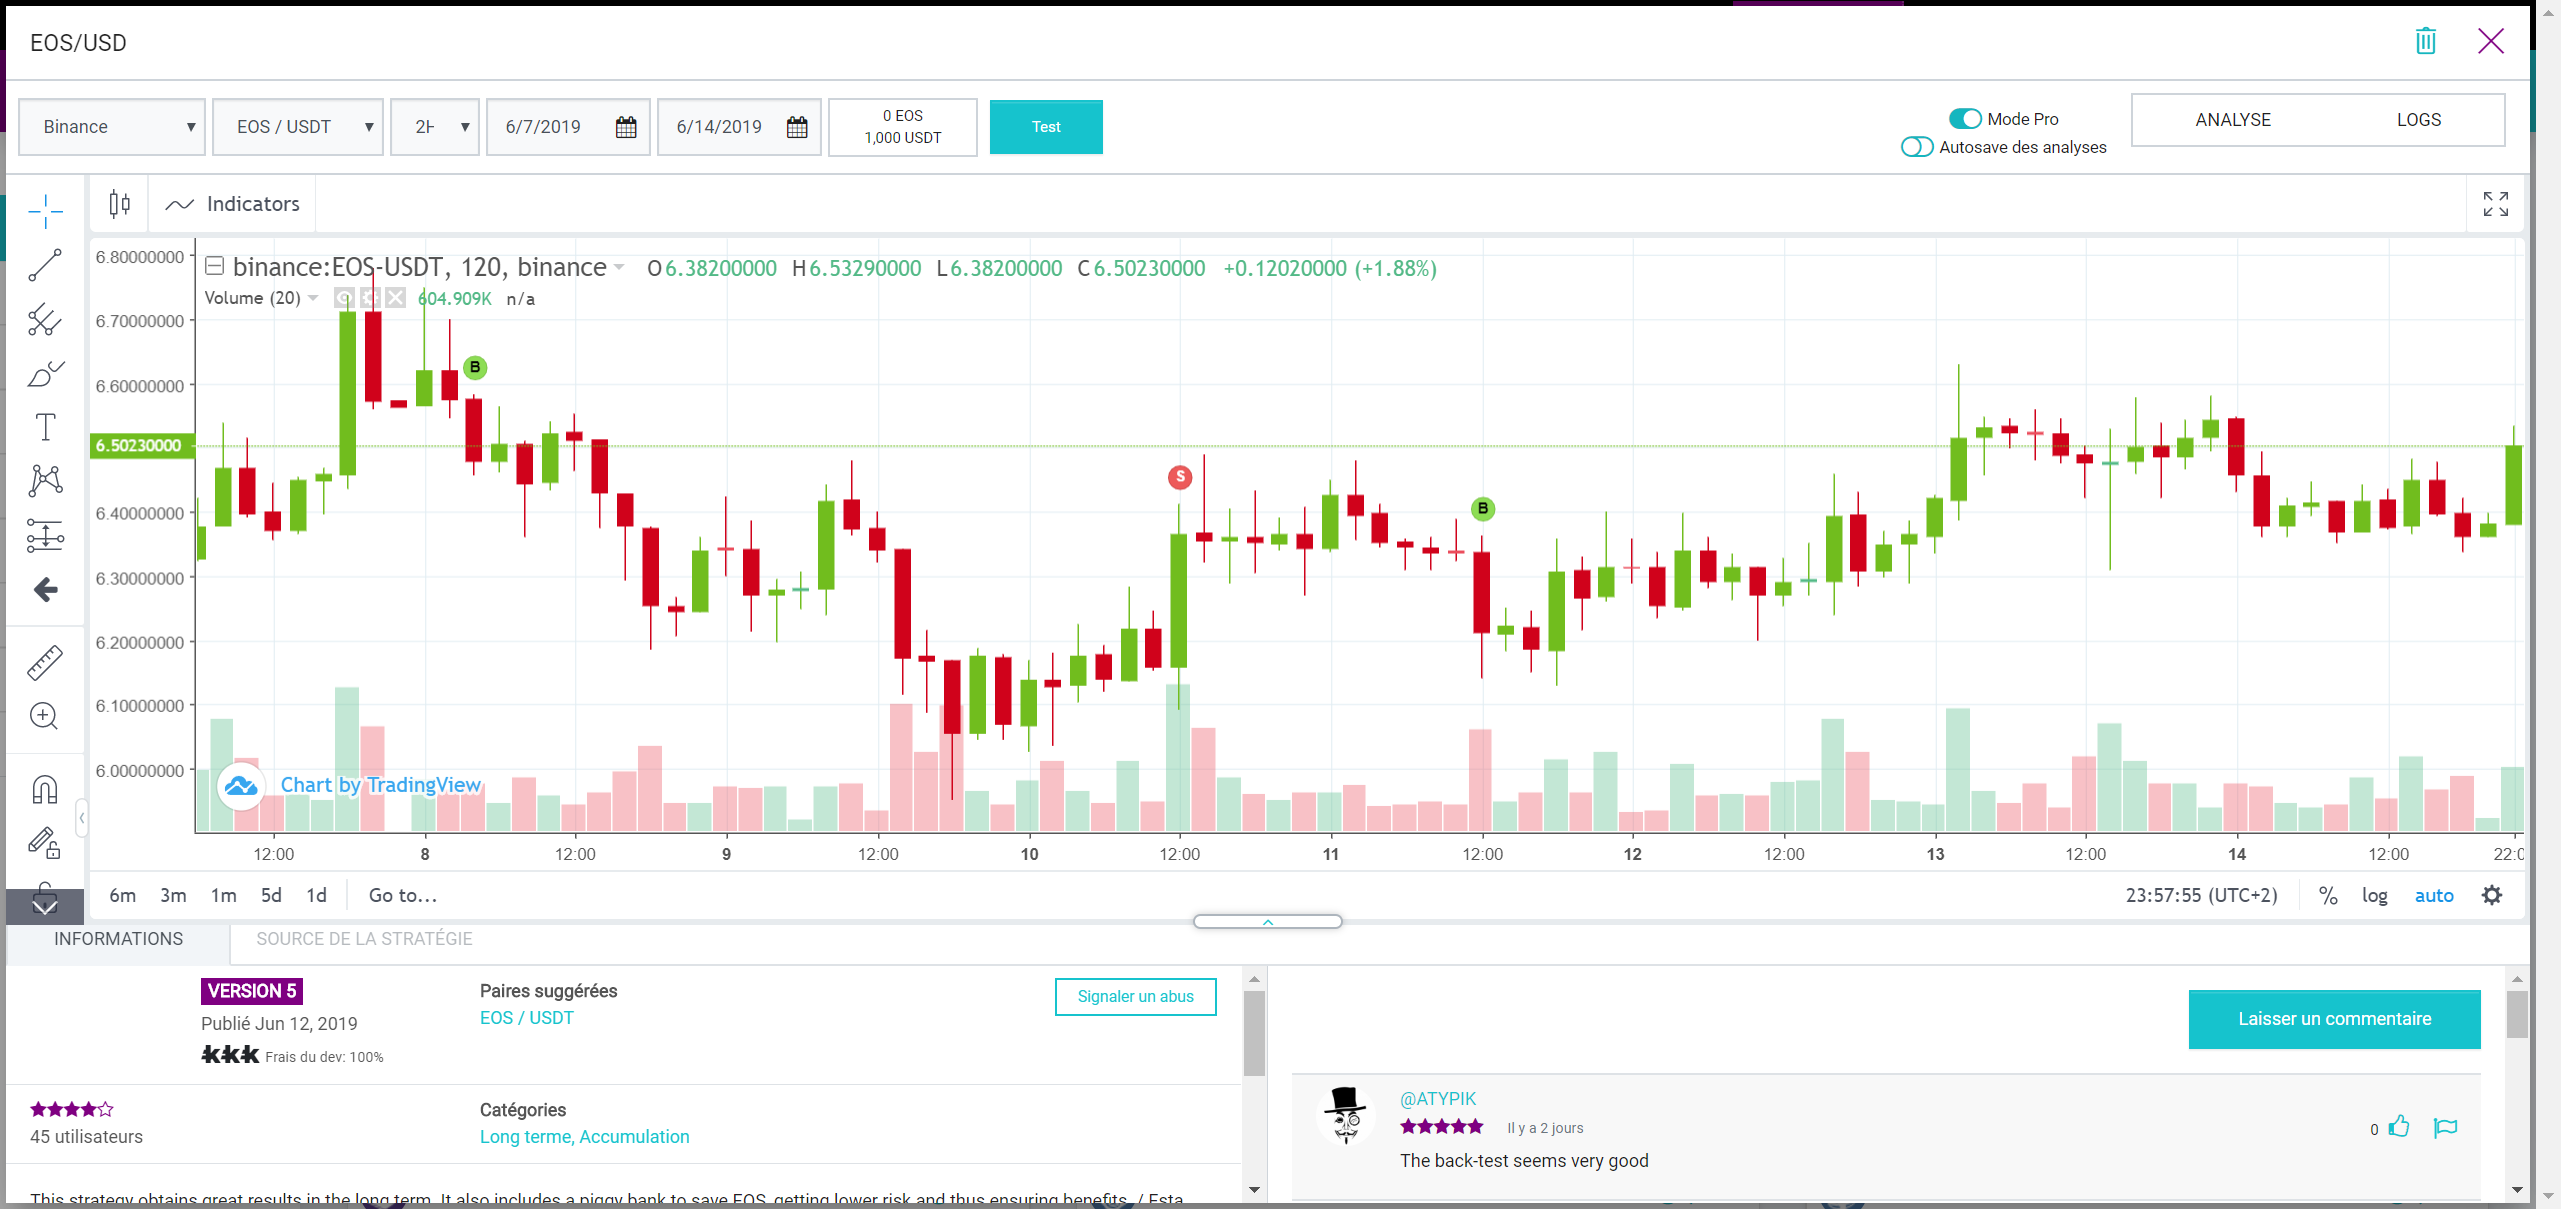 EOS/USD
Binance
EOS / USDT
2H
6/7/2019
6/14/2019
0 EOS
1,000 USDT
Test
Mode Pro
Autosave des analyses
ANALYSE
LOGS
Indicators
binance:EOS-USDT, 120, binance
O 6.38200000 H 6.53290000 L 6.38200000 C 6.50230000 +0.12020000 (+1.88%)
Volume (20)
604.909K n/a
6.80000000
6.70000000
6.60000000
6.50230000
6.40000000
6.30000000
6.20000000
6.10000000
6.00000000
B
S
B
Chart by TradingView
12:00
8
12:00
9
12:00
10
12:00
11
12:00
12
12:00
13
12:00
14
12:00
6m 3m 1m 5d 1d Go to...
23:57:55 (UTC+2) % log auto
INFORMATIONS
SOURCE DE LA STRATÉGIE
VERSION 5
Publié Jun 12, 2019
Frais du dev: 100%
Paires suggérées
EOS / USDT
Signaler un abus
45 utilisateurs
Catégories
Long terme, Accumulation
This strategy obtains great results in the long term. It also includes a piggy bank to save EOS, getting lower risk and thus ensuring benefits. / Esta
Laisser un commentaire
@ATYPIK
Il y a 2 jours
0
The back-test seems very good